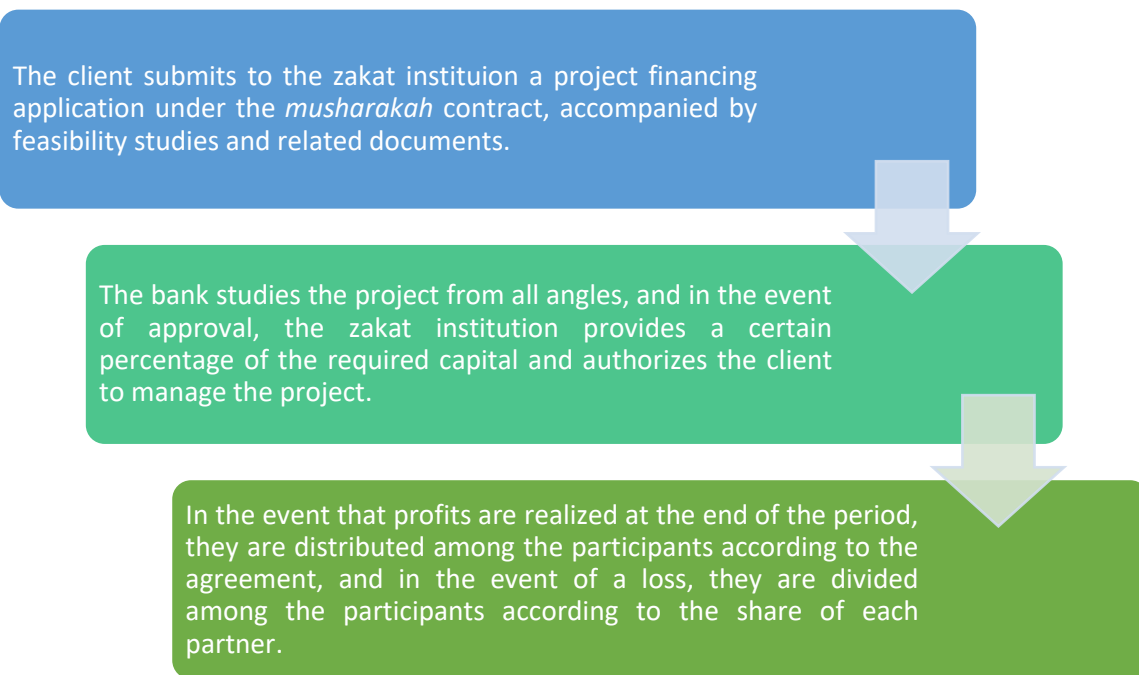 The client submits to the zakat instituion a project financing
application under the musharakah contract, accompanied by
feasibility studies and related documents.
The bank studies the project from all angles, and in the event
of approval, the zakat institution provides a certain
percentage of the required capital and authorizes the client
to manage the project.
In the event that profits are realized at the end of the period,
they are distributed among the participants according to the
agreement, and in the event of a loss, they are divided
among the participants according to the share of each
partner.